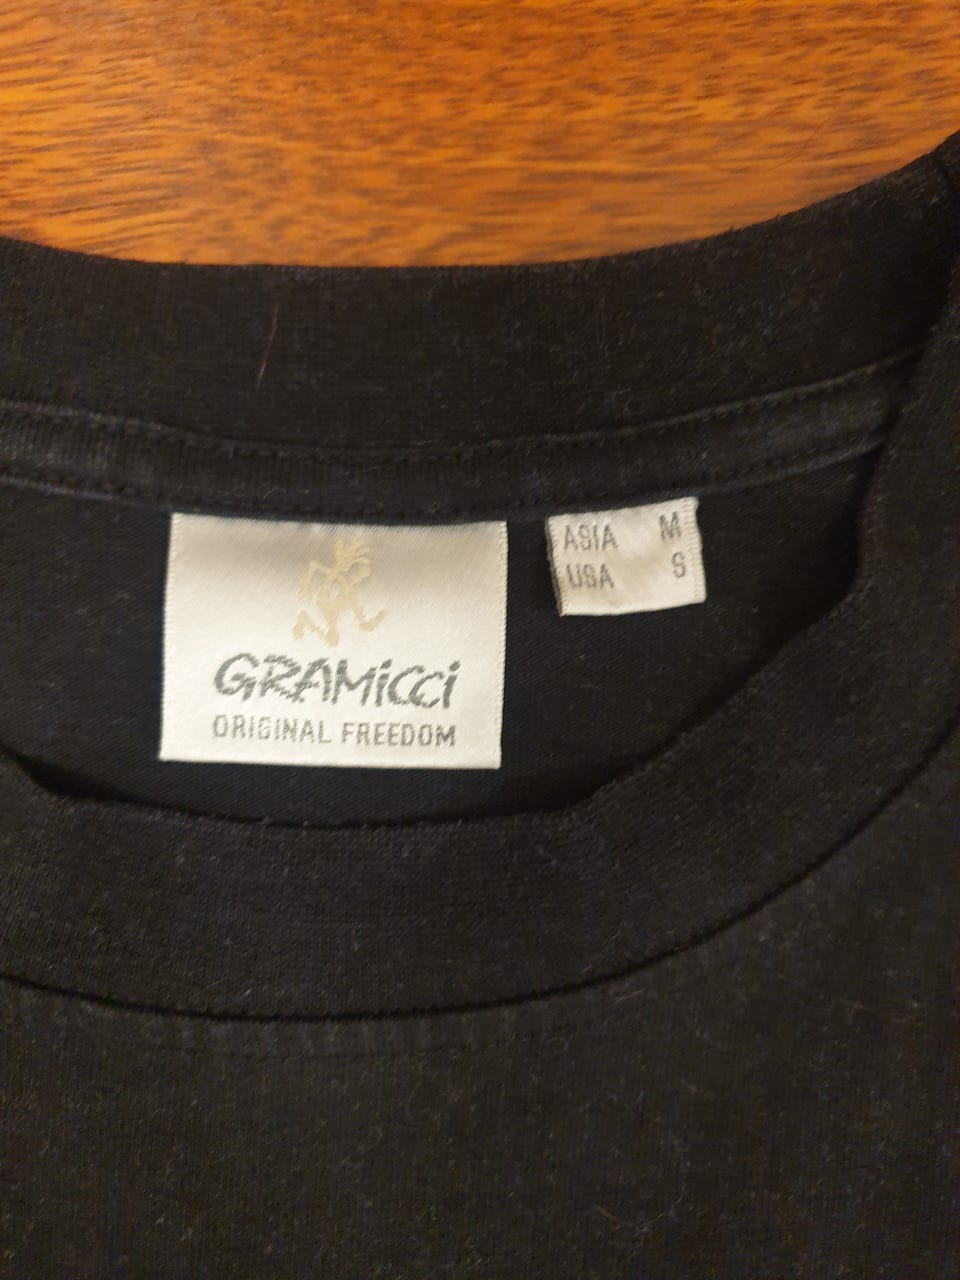 GRAMiCCi
ORIGINAL FREEDOM
ASIA M
USA S